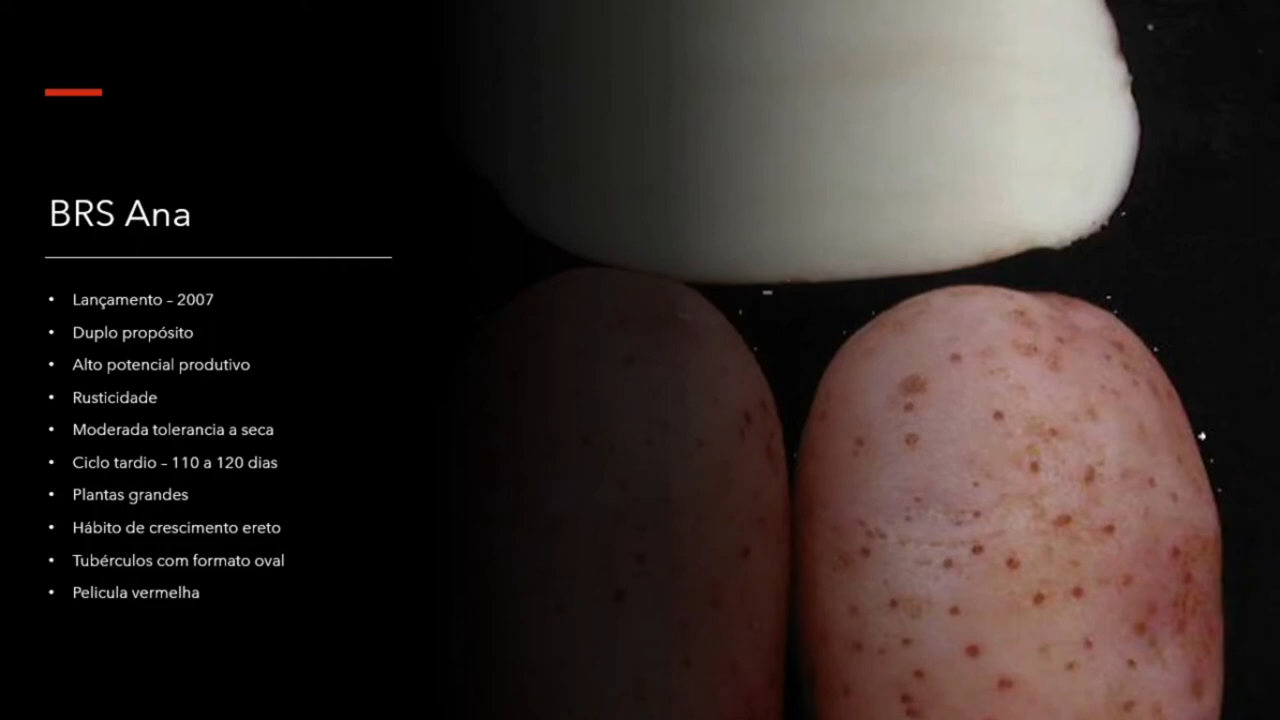 BRS Ana
• Lançamento – 2007
• Duplo propósito
• Alto potencial produtivo
• Rusticidade
• Moderada tolerancia a seca
• Ciclo tardio – 110 a 120 dias
• Plantas grandes
• Hábito de crescimento ereto
• Tubérculos com formato oval
• Pelicula vermelha